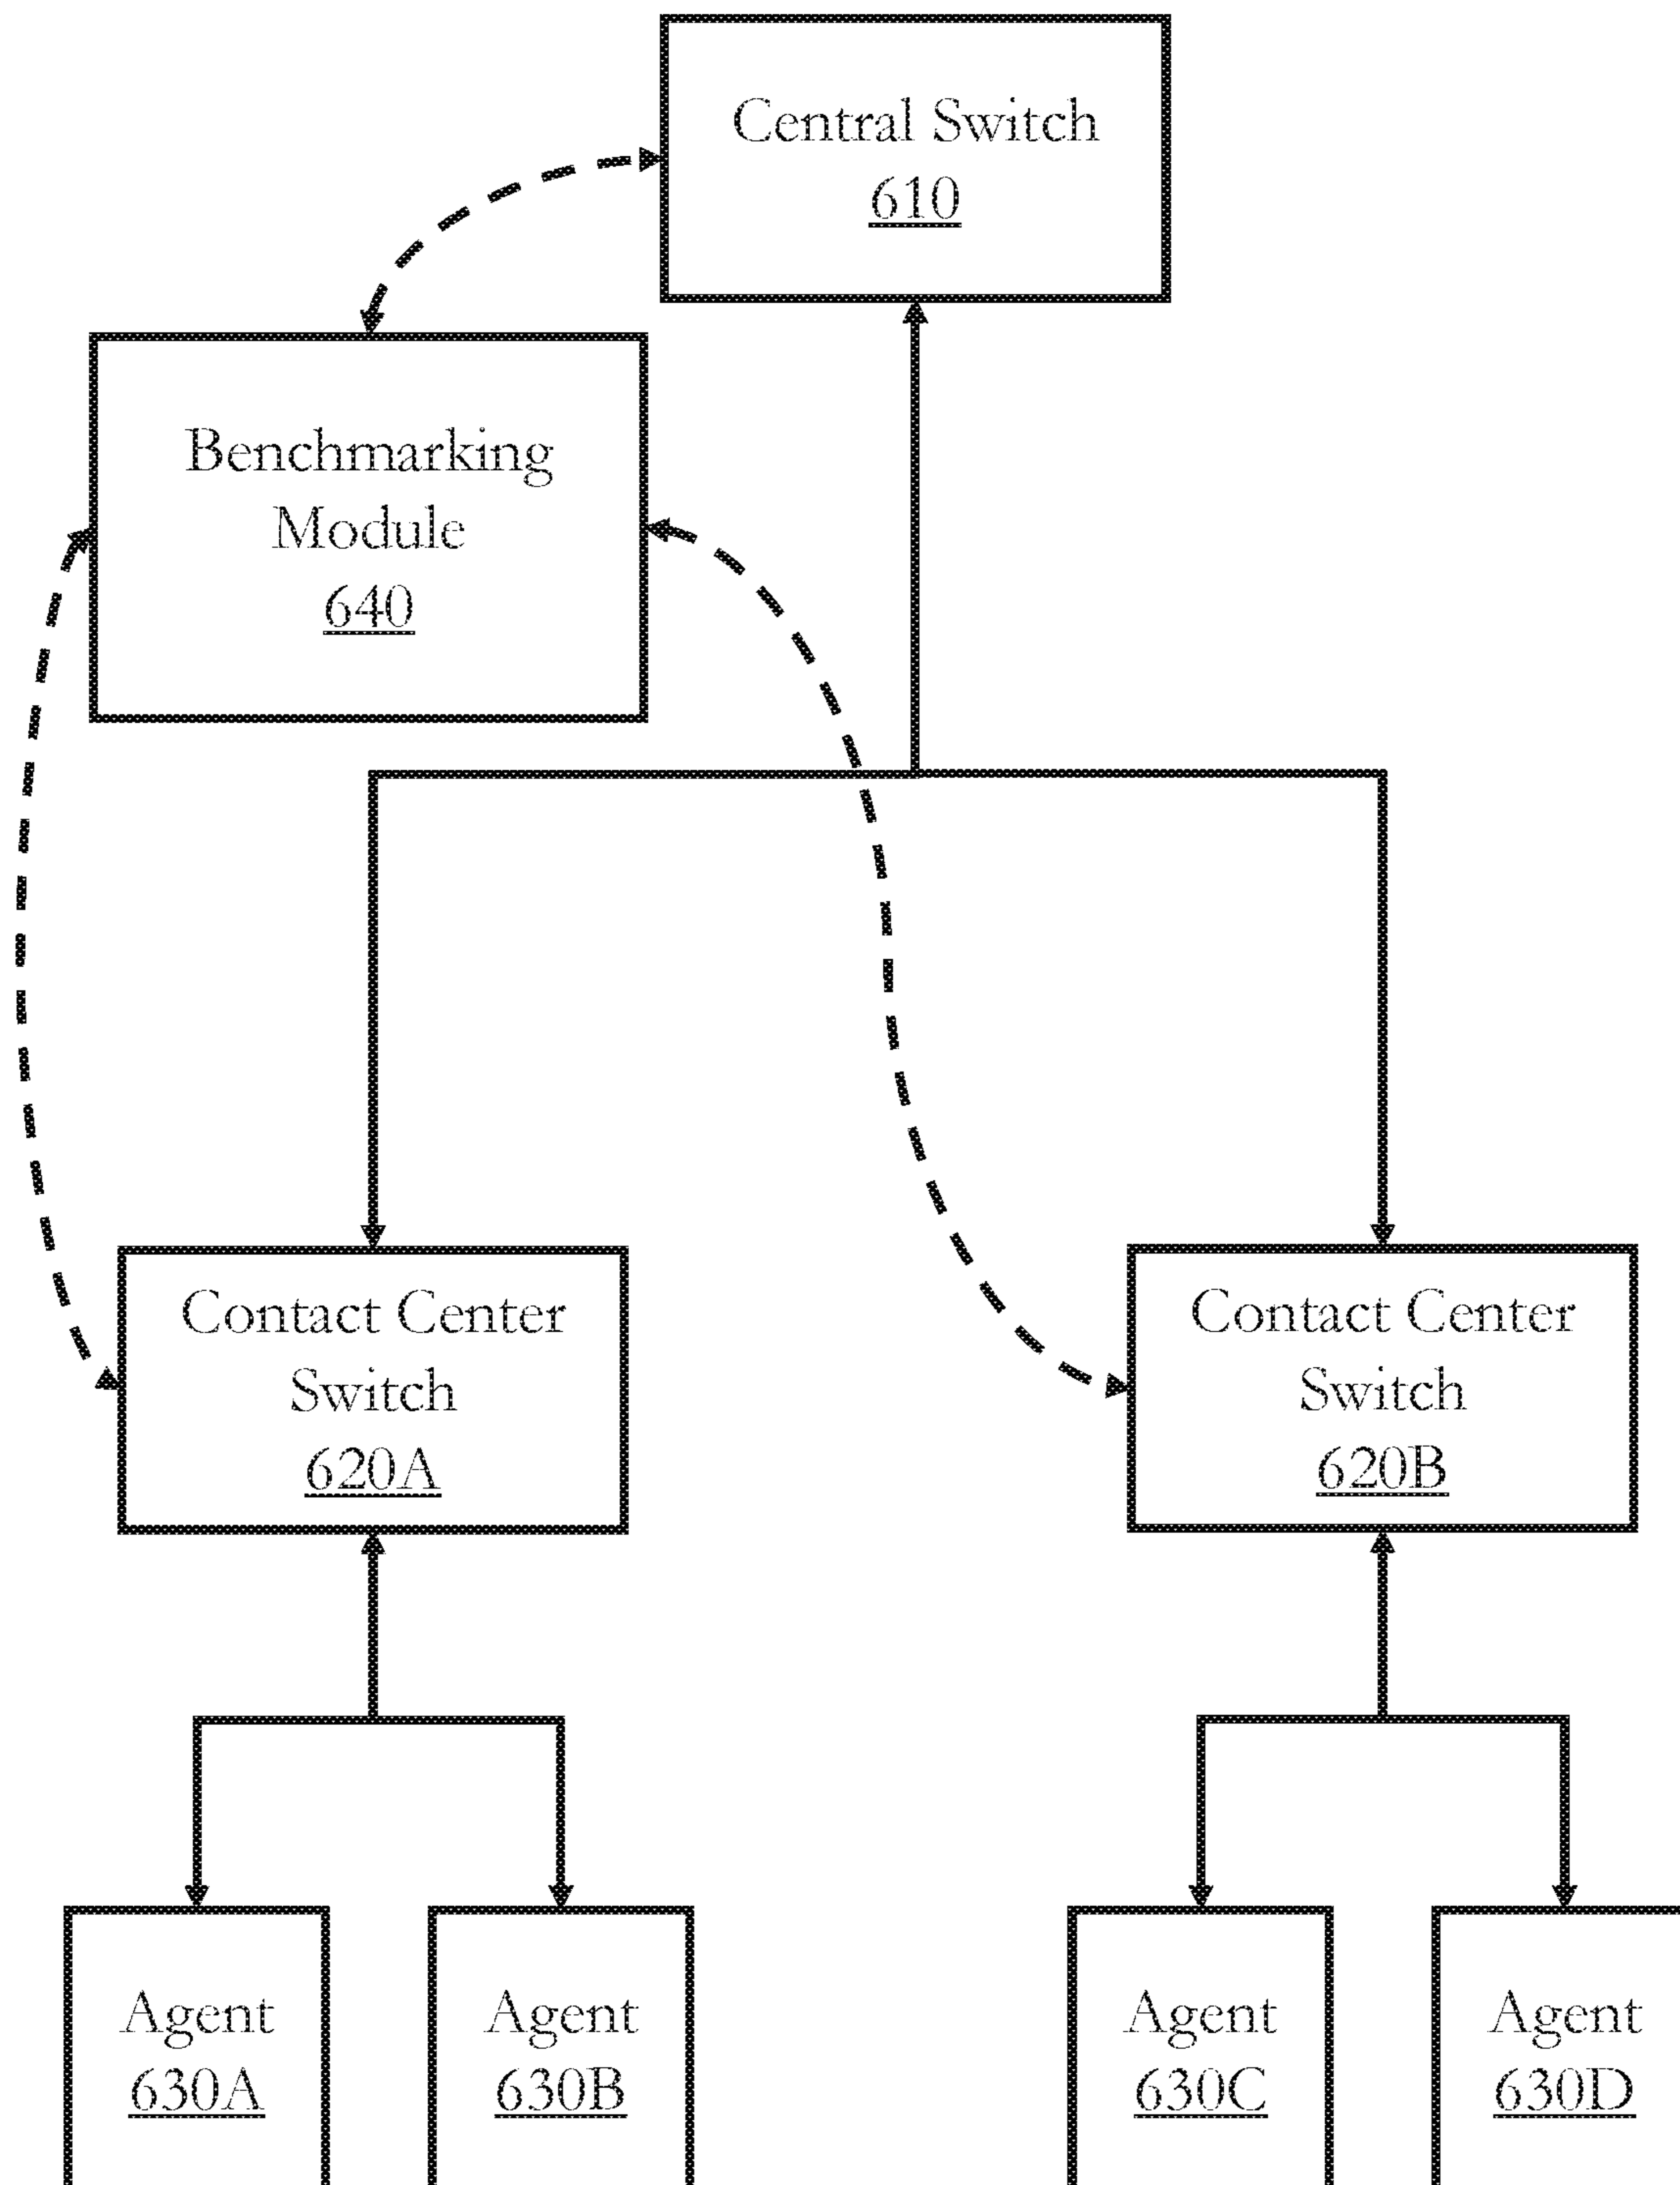 Central Switch
610
Benchmarking
Module
640
Contact Center
Switch
620A
Contact Center
Switch
620B
Agent
630A
Agent
630B
Agent
630C
Agent
630D